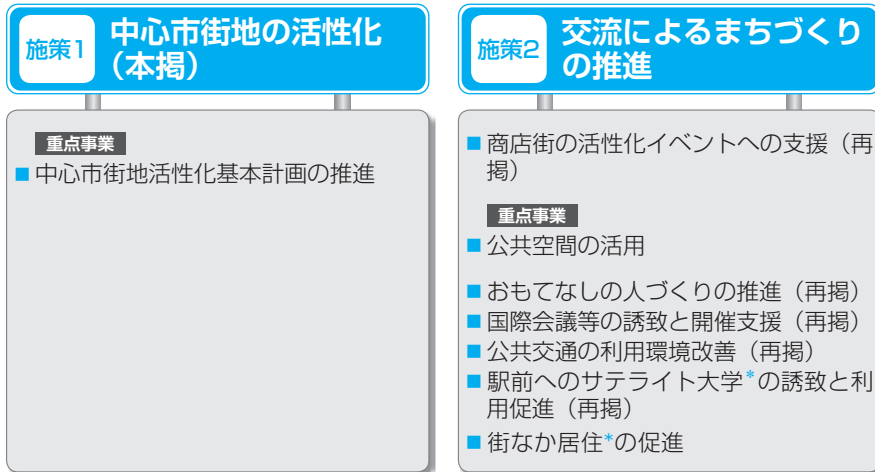 施策1
中心市街地の活性化
（本掲）
重点事業
■中心市街地活性化基本計画の推進
施策2
交流によるまちづくり
の推進
■商店街の活性化イベントへの支援（再
掲）
重点事業
■公共空間の活用
■おもてなしの人づくりの推進（再掲）
■国際会議等の誘致と開催支援（再掲）
■公共交通の利用環境改善（再掲）
■駅前へのサテライト大学*の誘致と利
用促進（再掲）
■街なか居住*の促進